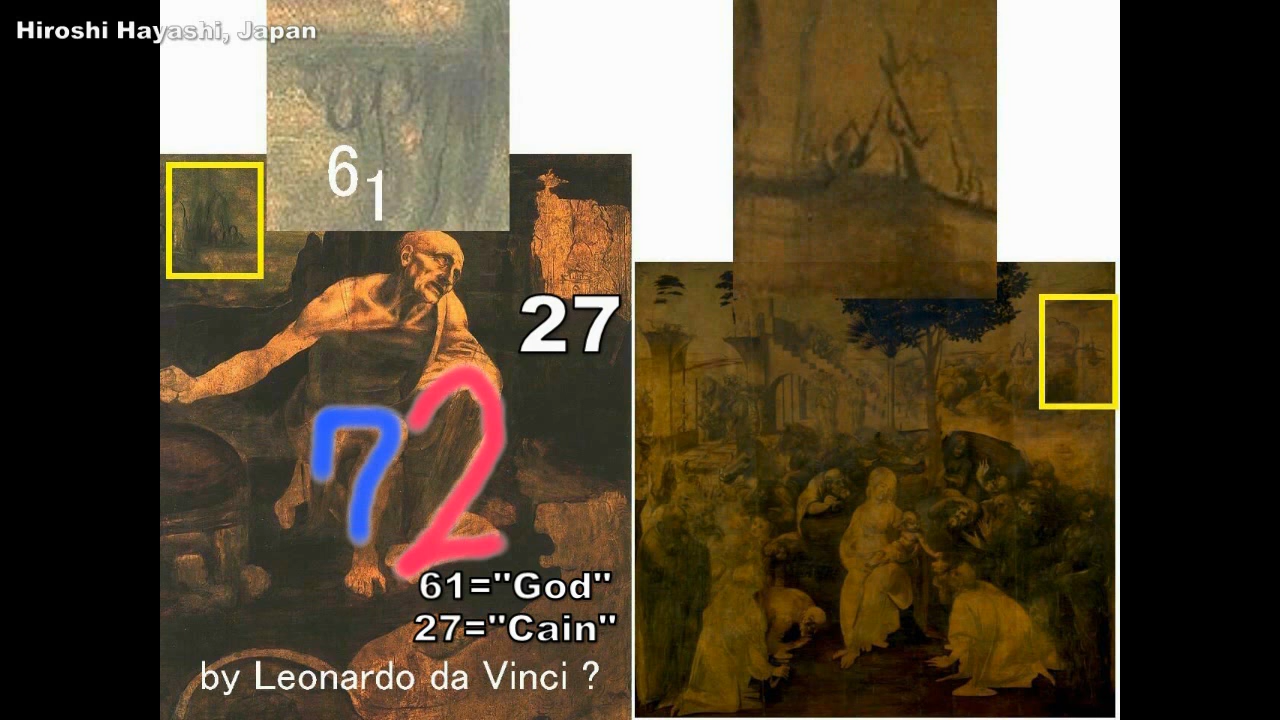 Hiroshi Hayashi, Japan
61
27
72
61="God"
27="Cain"
by Leonardo da Vinci ?